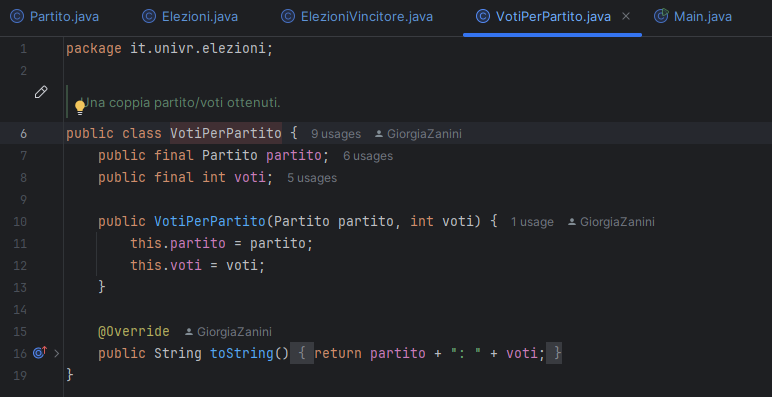 Partito.java Elezioni.java ElezioniVincitore.java VotiPerPartito.java × Main.java
1 package it.univr.elezioni;
2
Una coppia partito/voti ottenuti.
6 public class VotiPerPartito { 9 usages GiorgiaZanini
7 public final Partito partito; 6 usages
8 public final int voti; 5 usages
9
10 public VotiPerPartito(Partito partito, int voti) { 1 usage GiorgiaZanini
11 this.partito = partito;
12 this.voti = voti;
13 }
14
15 @Override GiorgiaZanini
16 public String toString() { return partito + ": " + voti; }
19 }